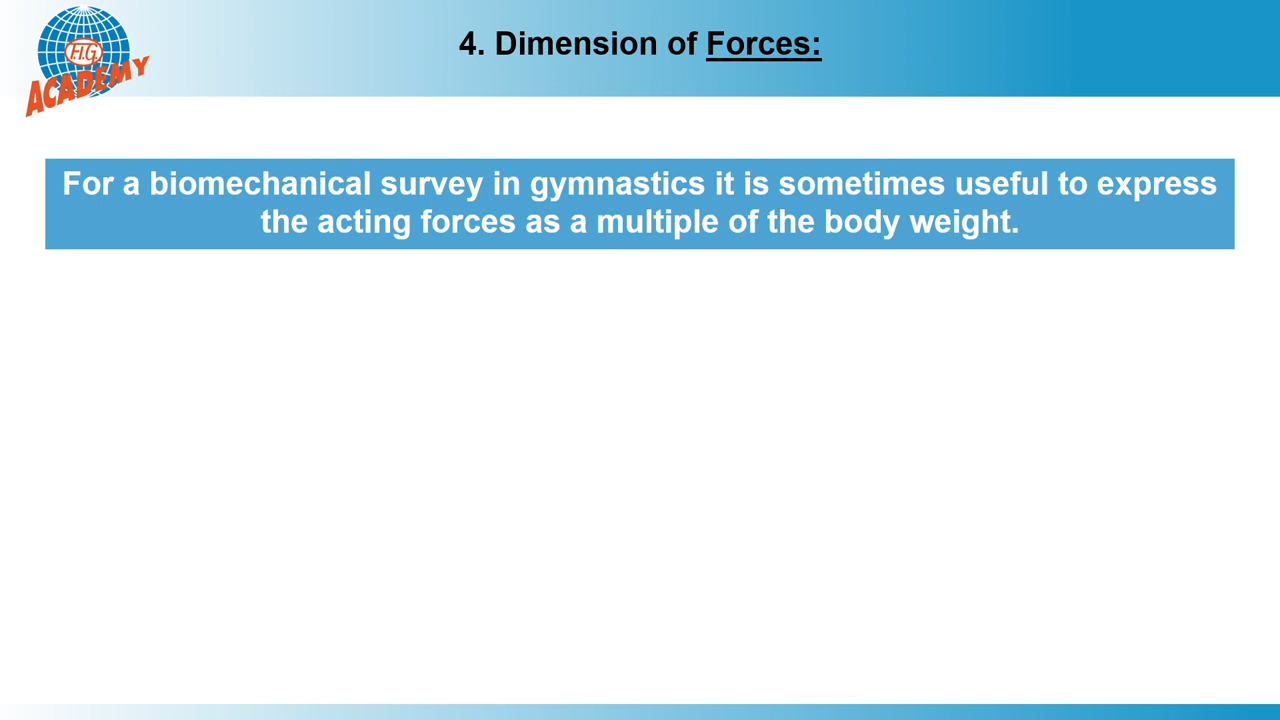 F.I.G.
ACADEMY
4. Dimension of Forces:
For a biomechanical survey in gymnastics it is sometimes useful to express
the acting forces as a multiple of the body weight.